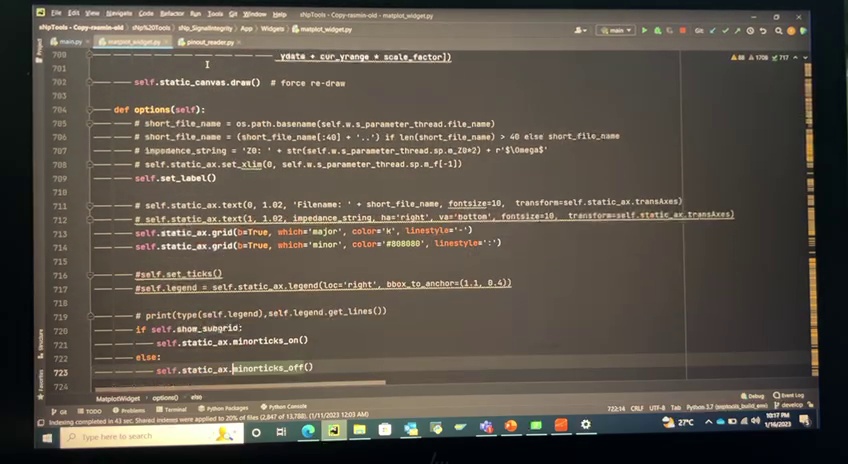 File Edit View Navigate Code Refactor Run Tools Git Window Help
sNpTools - Copy-rasmin-old - matplot_widget.py
sNpTools - Copy-rasmin-old
sNp%20Tools
sNp_SignalIntegrity
App
Widgets
matplot_widget.py
main
Git:
main.py
matplot_widget.py
pinout_reader.py
Project
88 1708 717
700 ydata + cur_yrange * scale_factor])
701
702 self.static_canvas.draw() # force re-draw
703
704 def options(self):
705 # short_file_name = os.path.basename(self.w.s_parameter_thread.file_name)
706 # short_file_name = (short_file_name[:40] + '..') if len(short_file_name) > 40 else short_file_name
707 # impedance_string = 'Z0: ' + str(self.w.s_parameter_thread.sp.m_Z0*2) + r'$\Omega$'
708 # self.static_ax.set_xlim(0, self.w.s_parameter_thread.sp.m_f[-1])
709 self.set_label()
710
711 # self.static_ax.text(0, 1.02, 'Filename: ' + short_file_name, fontsize=10, transform=self.static_ax.transAxes)
712 # self.static_ax.text(1, 1.02, impedance_string, ha='right', va='bottom', fontsize=10, transform=self.static_ax.transAxes)
713 self.static_ax.grid(b=True, which='major', color='k', linestyle='-')
714 self.static_ax.grid(b=True, which='minor', color='#808080', linestyle=':')
715
716 #self.set_ticks()
717 #self.legend = self.static_ax.legend(loc='right', bbox_to_anchor=(1.1, 0.4))
718
719 # print(type(self.legend),self.legend.get_lines())
720 if self.show_subgrid:
721 self.static_ax.minorticks_on()
722 else:
723 self.static_ax.minorticks_off()
724
Structure
Favorites
MatplotWidget options() else
Git TODO Problems Terminal Python Packages Python Console
Debug Event Log
Indexing completed in 43 sec. Shared indexes were applied to 20% of files (2,847 of 13,788). (1/11/2023 12:03 AM)
722:14 CRLF UTF-8 Tab
develop
Type here to search
27°C
10:17 PM
1/16/2023